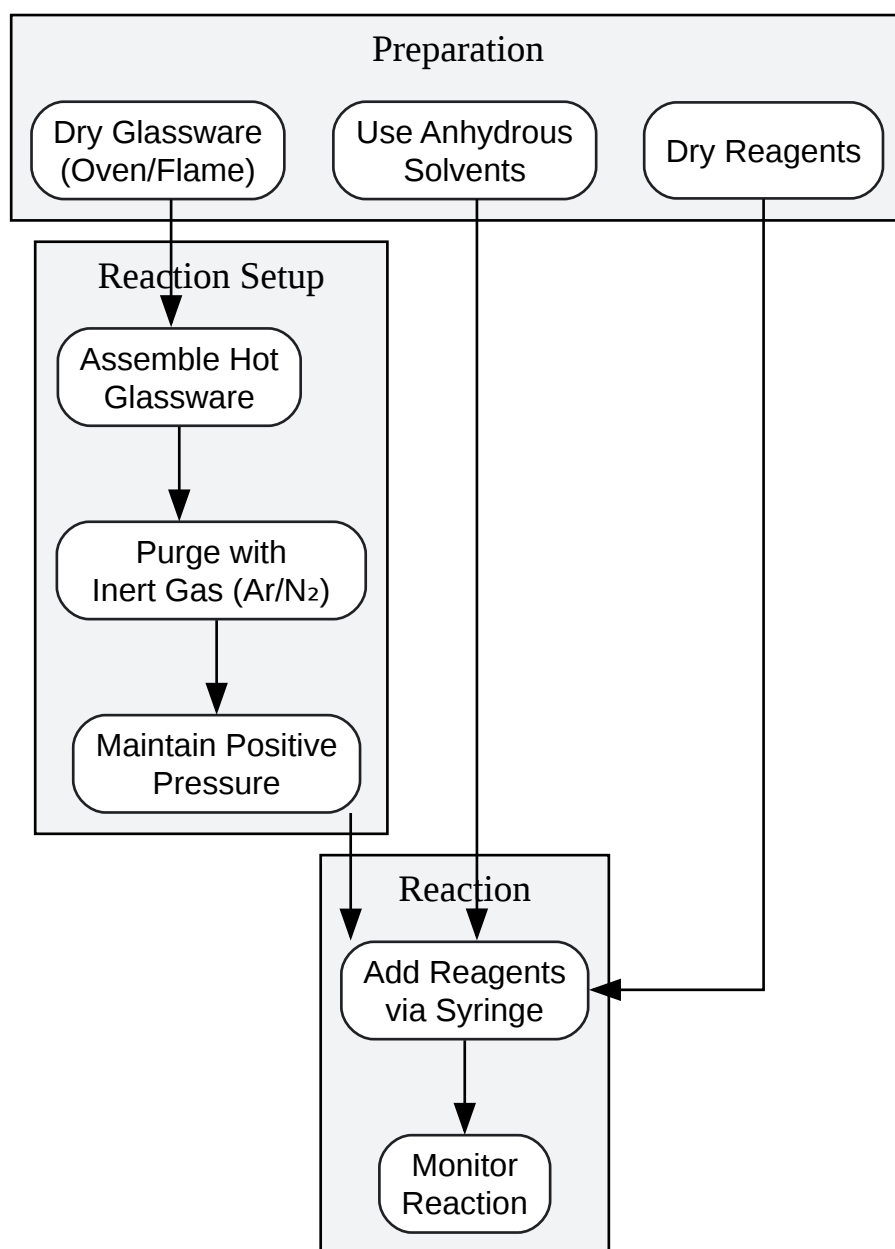 Preparation
Dry Glassware
(Oven/Flame)
Use Anhydrous
Solvents
Dry Reagents
Reaction Setup
Assemble Hot
Glassware
Purge with
Inert Gas (Ar/N₂)
Maintain Positive
Pressure
Reaction
Add Reagents
via Syringe
Monitor
Reaction